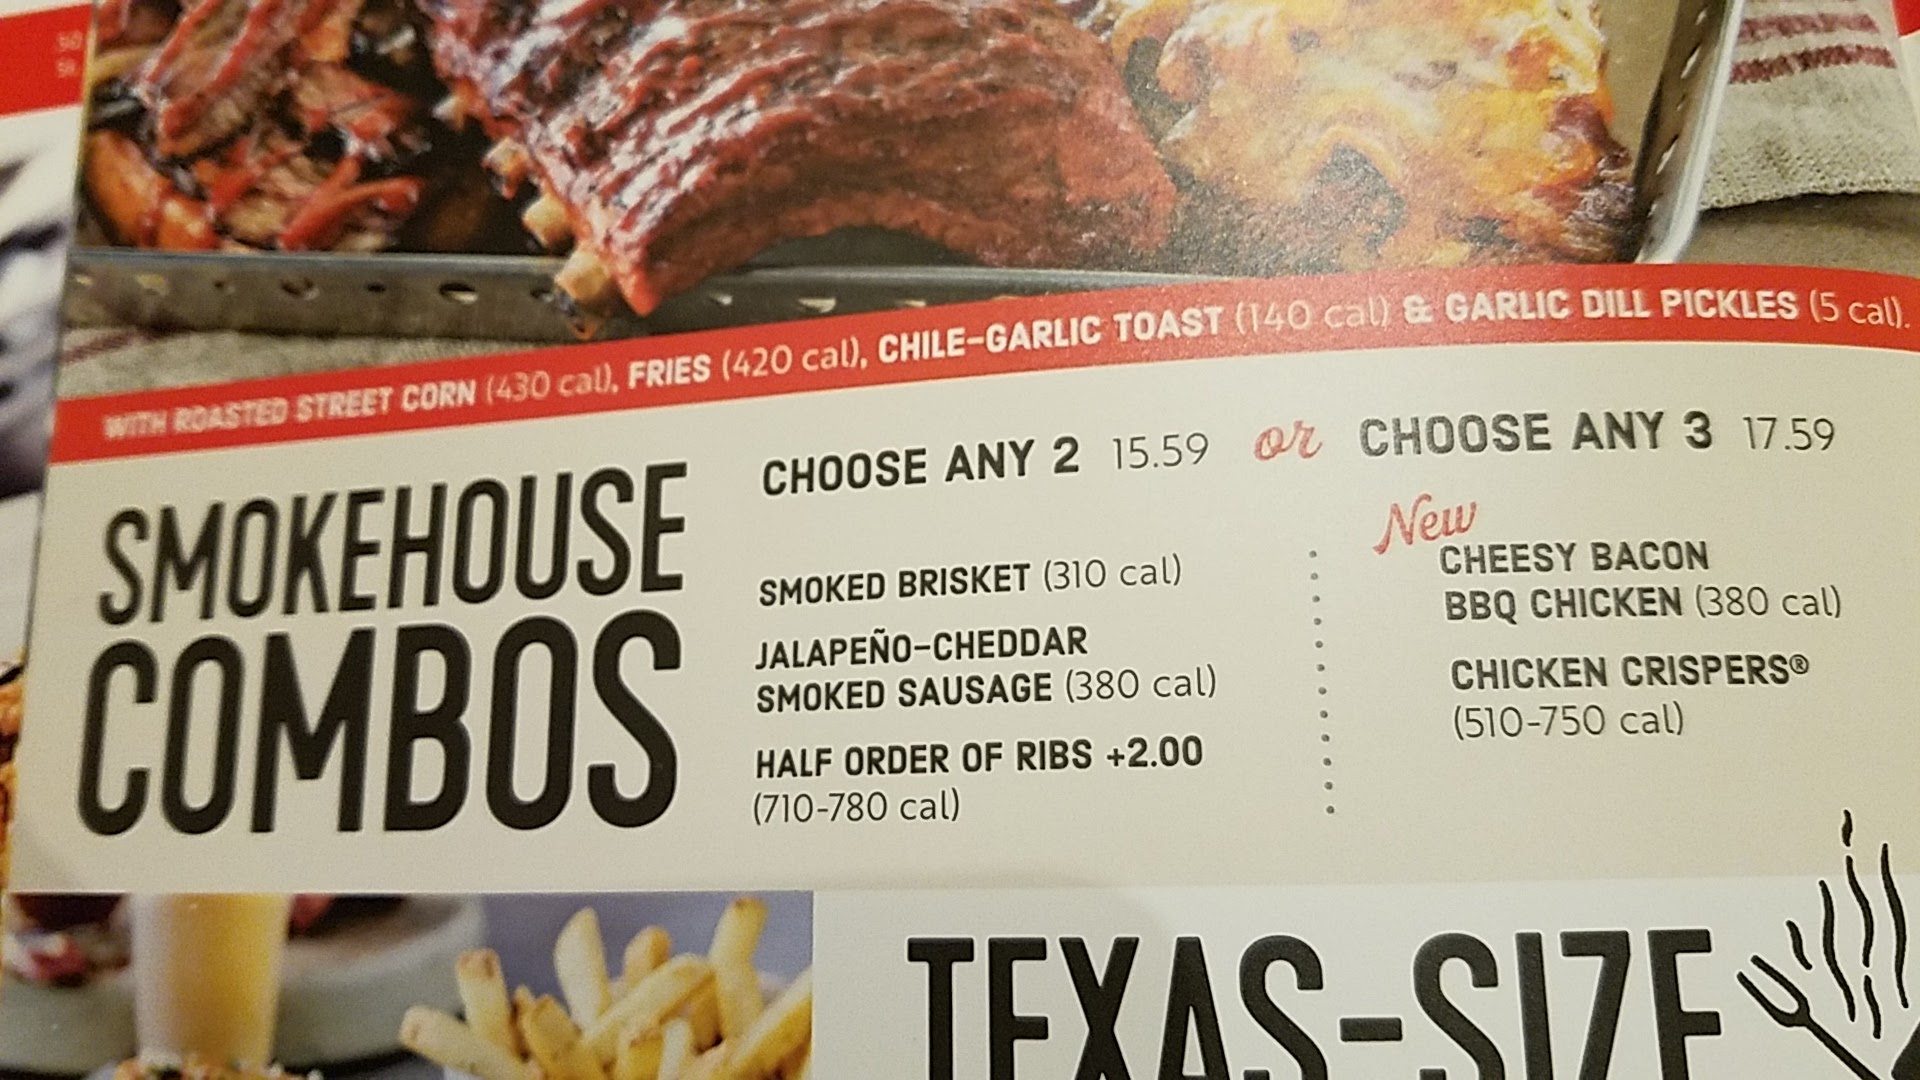 WITH ROASTED STREET CORN (430 cal), FRIES (420 cal), CHILE-GARLIC TOAST (140 cal) & GARLIC DILL PICKLES (5 cal).
SMOKEHOUSE
COMBOS
CHOOSE ANY 2 15.59 or CHOOSE ANY 3 17.59
SMOKED BRISKET (310 cal)
JALAPEÑO-CHEDDAR
SMOKED SAUSAGE (380 cal)
HALF ORDER OF RIBS +2.00
(710-780 cal)
New
CHEESY BACON
BBQ CHICKEN (380 cal)
CHICKEN CRISPERS®
(510-750 cal)
TEXAS-SIZE